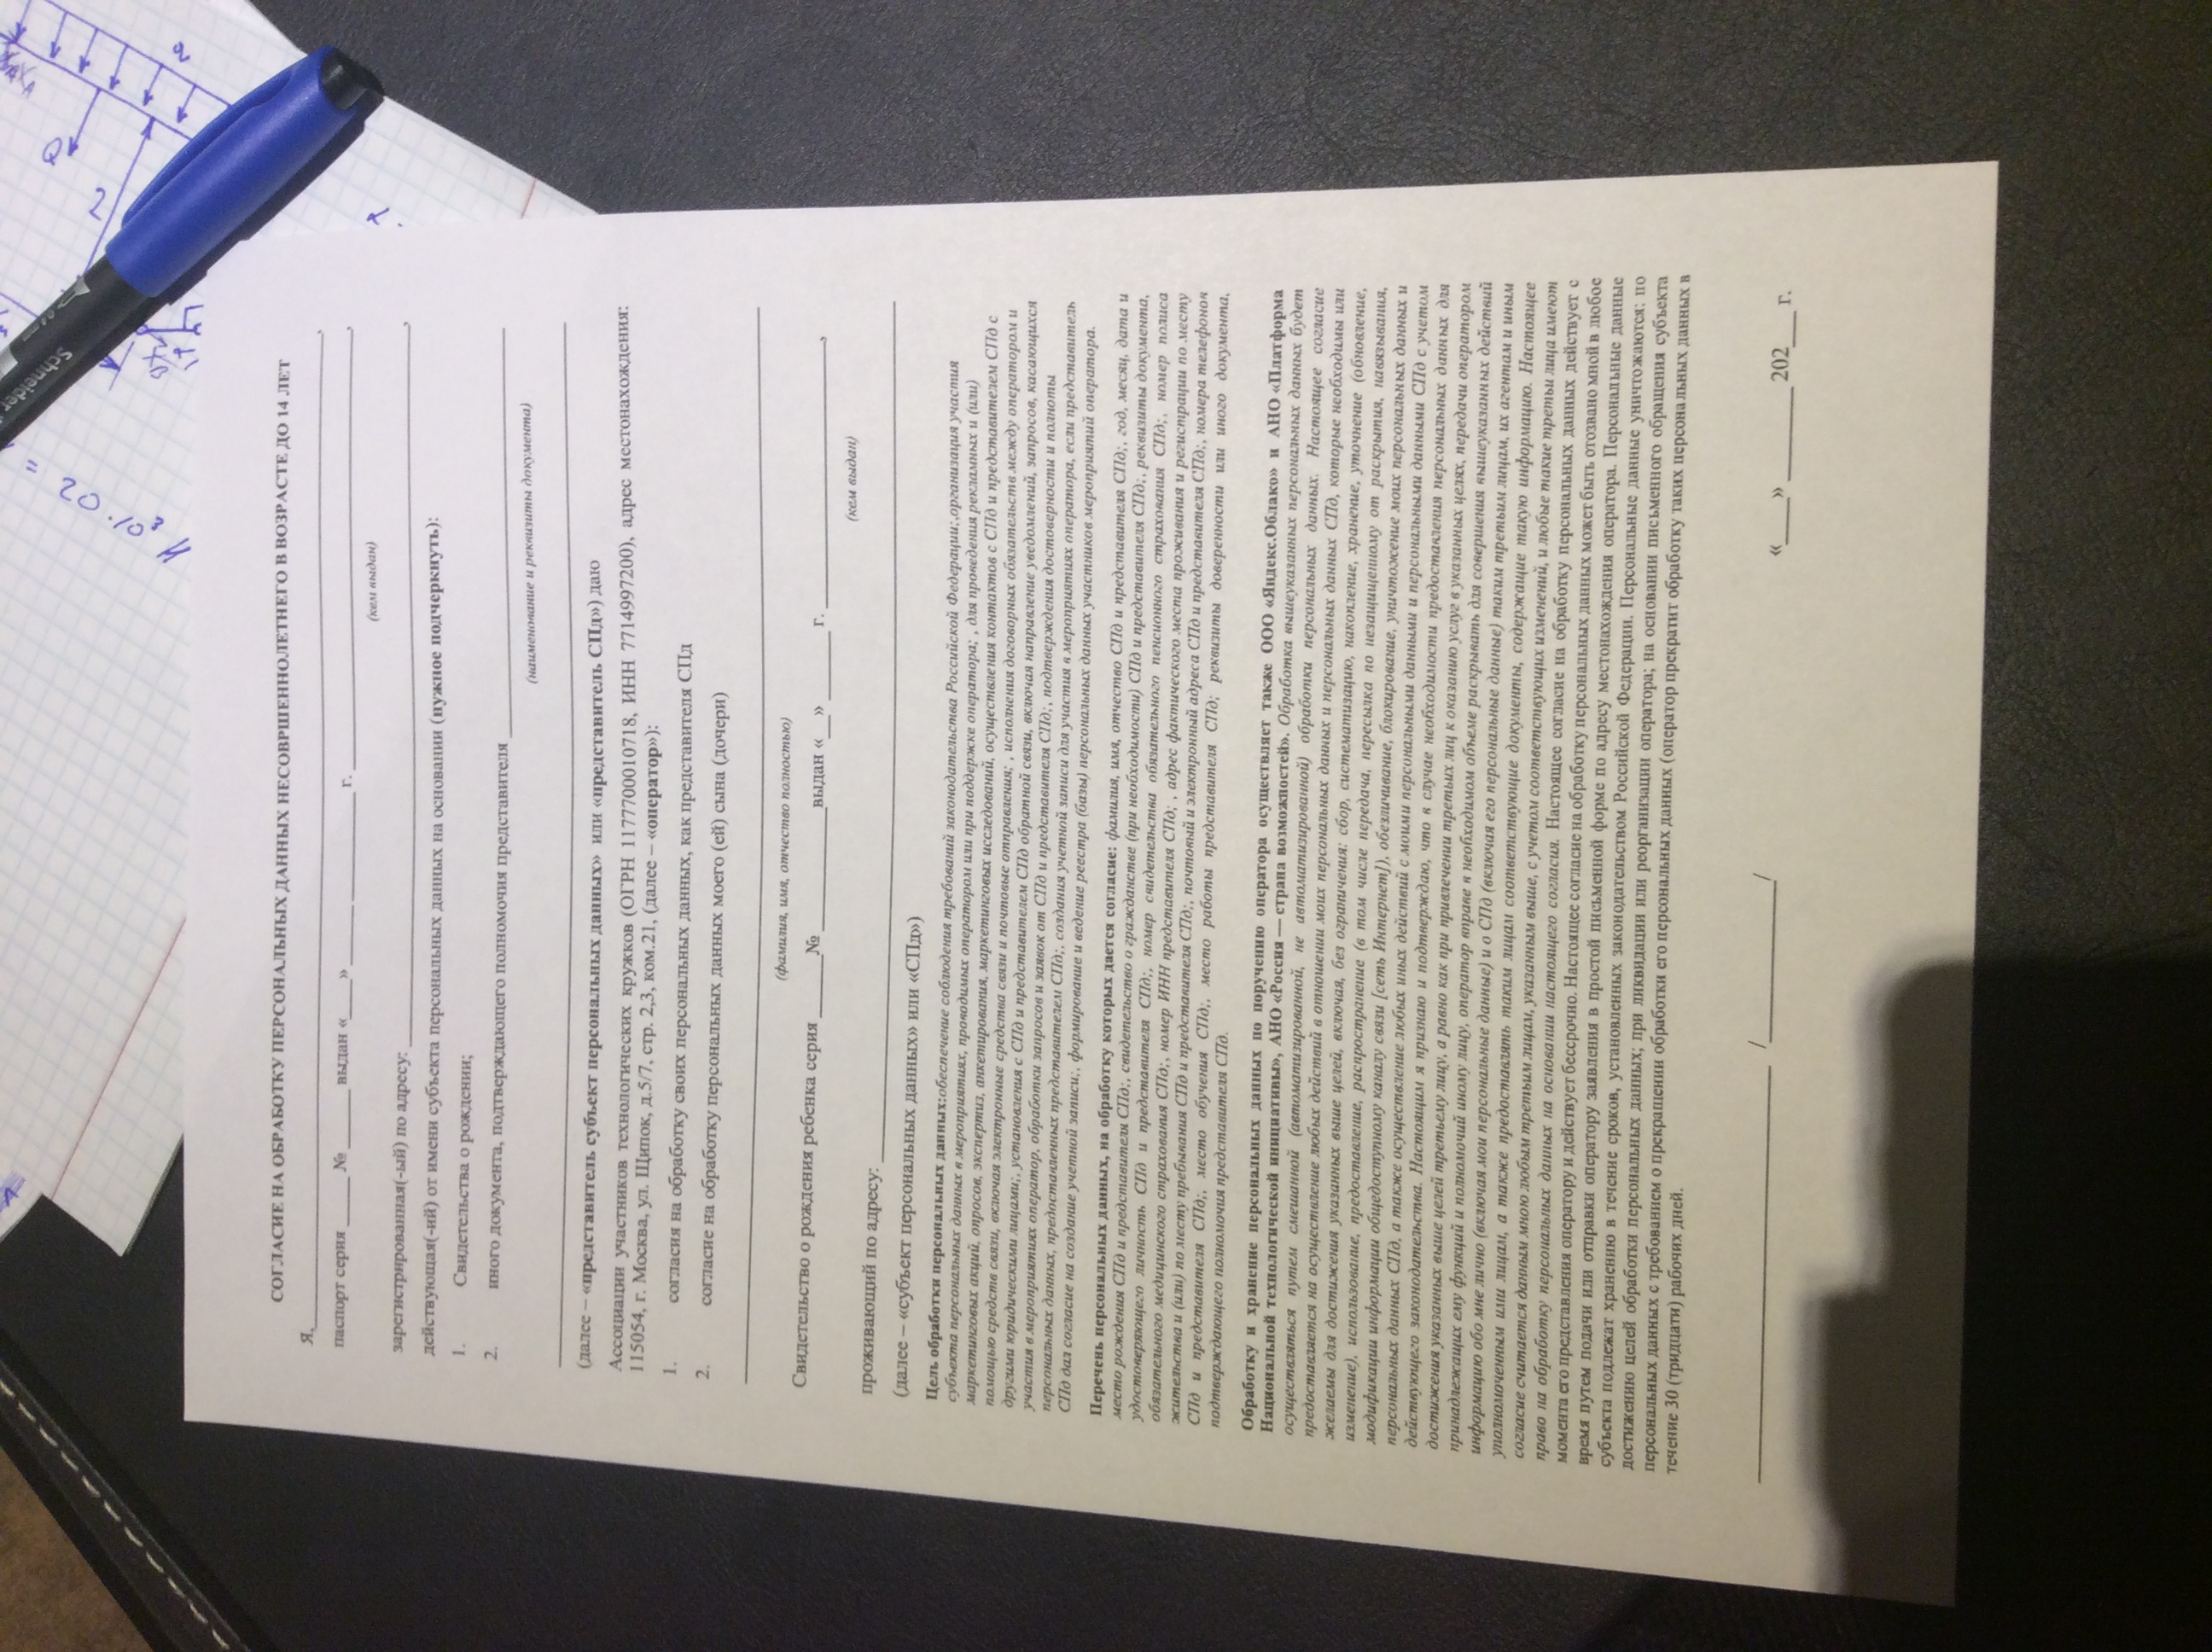 Schneider
= 20 · 10³ Н
Q
2
q
СОГЛАСИЕ НА ОБРАБОТКУ ПЕРСОНАЛЬНЫХ ДАННЫХ НЕСОВРШЕННОЛЕТНЕГО В ВОЗРАСТЕ ДО 14 ЛЕТ
Я,___,
паспорт серия ___ № ___ выдан «___» ___ ___ г. ___,
(кем выдан)
зарегистрированная(-ый) по адресу: ___,
действующая(-ий) от имени субъекта персональных данных на основании (нужное подчеркнуть):
1. Свидетельства о рождении;
2. иного документа, подтверждающего полномочия представителя ___
(наименование и реквизиты документа)
(далее – «представитель субъект персональных данных» или «представитель СПд») даю
Ассоциации участников технологических кружков (ОГРН 1177700010718, ИНН 7714997200), адрес местонахождения:
115054, г. Москва, ул. Щипок, д.5/7, стр. 2,3, ком.21, (далее – «оператор»):
1. согласия на обработку своих персональных данных, как представителя СПд
2. согласие на обработку персональных данных моего (ей) сына (дочери)
(фамилия, имя, отчество полностью)
Свидетельство о рождения ребенка серия ___№ ___выдан «__» ___ г. ___,
(кем выдан)
проживающий по адресу: ___
(далее – «субъект персональных данных» или «СПд»)
Цель обработки персональных данных:обеспечение соблюдения требований законодательства Российской Федерации;,организация участия
субъекта персональных данных в мероприятиях, проводимых оператором или при поддержке оператора; , для проведения рекламных и (или)
маркетинговых акций, опросов, экспертиз, анкетирования, маркетинговых исследований, осуществления контактов с СПд и представителем СПд с
помощью средств связи, включая электронные средства связи и почтовые отправления; , исполнения договорных обязательств между оператором и
другими юридическими лицами;, установления с СПд и представителем СПд обратной связи, включая направление уведомлений, запросов, касающихся
участия в мероприятиях оператор, обработки запросов и заявок от СПд и представителя СПд;, подтверждения достоверности и полноты
персональных данных, предоставленных представителем СПд;, создания учетной записи для участия в мероприятиях оператора, если представитель
СПд дал согласие на создание учетной записи;, формирование и ведение реестра (базы) персональных данных участников мероприятий оператора.
Перечень персональных данных, на обработку которых дается согласие: фамилия, имя, отчество СПд и представителя СПд;, год, месяц, дата и
место рождения СПд и представителя СПд;, свидетельство о гражданстве (при необходимости) СПд и представителя СПд;, реквизиты документа,
удостоверяющего личность СПд и представителя СПд;, номер свидетельства обязательного пенсионного страхования СПд;, номер полиса
обязательного медицинского страхования СПд;, номер ИНН представителя СПд; , адрес фактического места проживания и регистрации по месту
жительства и (или) по месту пребывания СПд и представителя СПд;, почтовый и электронный адреса СПд и представителя СПд;, номера телефонов
СПд и представителя СПд;, место обучения СПд;, место работы представителя СПд; реквизиты доверенности или иного документа,
подтверждающего полномочия представителя СПд.
Обработку и хранение персональных данных по поручению оператора осуществляет также ООО «Яндекс.Облако» и АНО «Платформа
Национальной технологической инициативы», АНО «Россия — страна возможностей». Обработка вышеуказанных персональных данных будет
осуществляться путем смешанной (автоматизированной, не автоматизированной) обработки персональных данных. Настоящее согласие
предоставляется на осуществление любых действий в отношении моих персональных данных и персональных данных СПд, которые необходимы или
желаемы для достижения указанных выше целей, включая, без ограничения: сбор, систематизацию, накопление, хранение, уточнение (обновление,
изменение), использование, предоставление, распространение (в том числе передача, пересылка по незащищенному от раскрытия, навязывания,
модификации информации общедоступному каналу связи [сеть Интернет]), обезличивание, блокирование, уничтожение моих персональных данных и
персональных данных СПд, а также осуществление любых иных действий с моими персональными данными и персональными данными СПд с учетом
действующего законодательства. Настоящим я признаю и подтверждаю, что в случае необходимости предоставления персональных данных для
достижения указанных выше целей третьему лицу, а равно как при привлечении третьих лиц к оказанию услуг в указанных целях, передачи оператором
принадлежащих ему функций и полномочий иному лицу, оператор вправе в необходимом объеме раскрывать для совершения вышеуказанных действий
информацию обо мне лично (включая мои персональные данные) и о СПд (включая его персональные данные) таким третьим лицам, их агентам и иным
уполномоченным ими лицам, а также предоставлять таким лицам соответствующие документы, содержащие такую информацию. Настоящее
согласие считается данным мною любым третьим лицам, указанным выше, с учетом соответствующих изменений, и любые такие третьи лица имеют
право на обработку персональных данных на основании настоящего согласия. Настоящее согласие на обработку персональных данных действует с
момента его представления оператору и действует бессрочно. Настоящее согласие на обработку персональных данных может быть отозвано мной в любое
время путем подачи или отправки оператору заявления в простой письменной форме по адресу местонахождения оператора. Персональные данные
субъекта подлежат хранению в течение сроков, установленных законодательством Российской Федерации. Персональные данные уничтожаются: по
достижению целей обработки персональных данных; при ликвидации или реорганизации оператора; на основании письменного обращения субъекта
персональных данных с требованием о прекращении обработки его персональных данных (оператор прекратит обработку таких персональных данных в
течение 30 (тридцати) рабочих дней.
___ /___/ «___» ___ 202__ г.